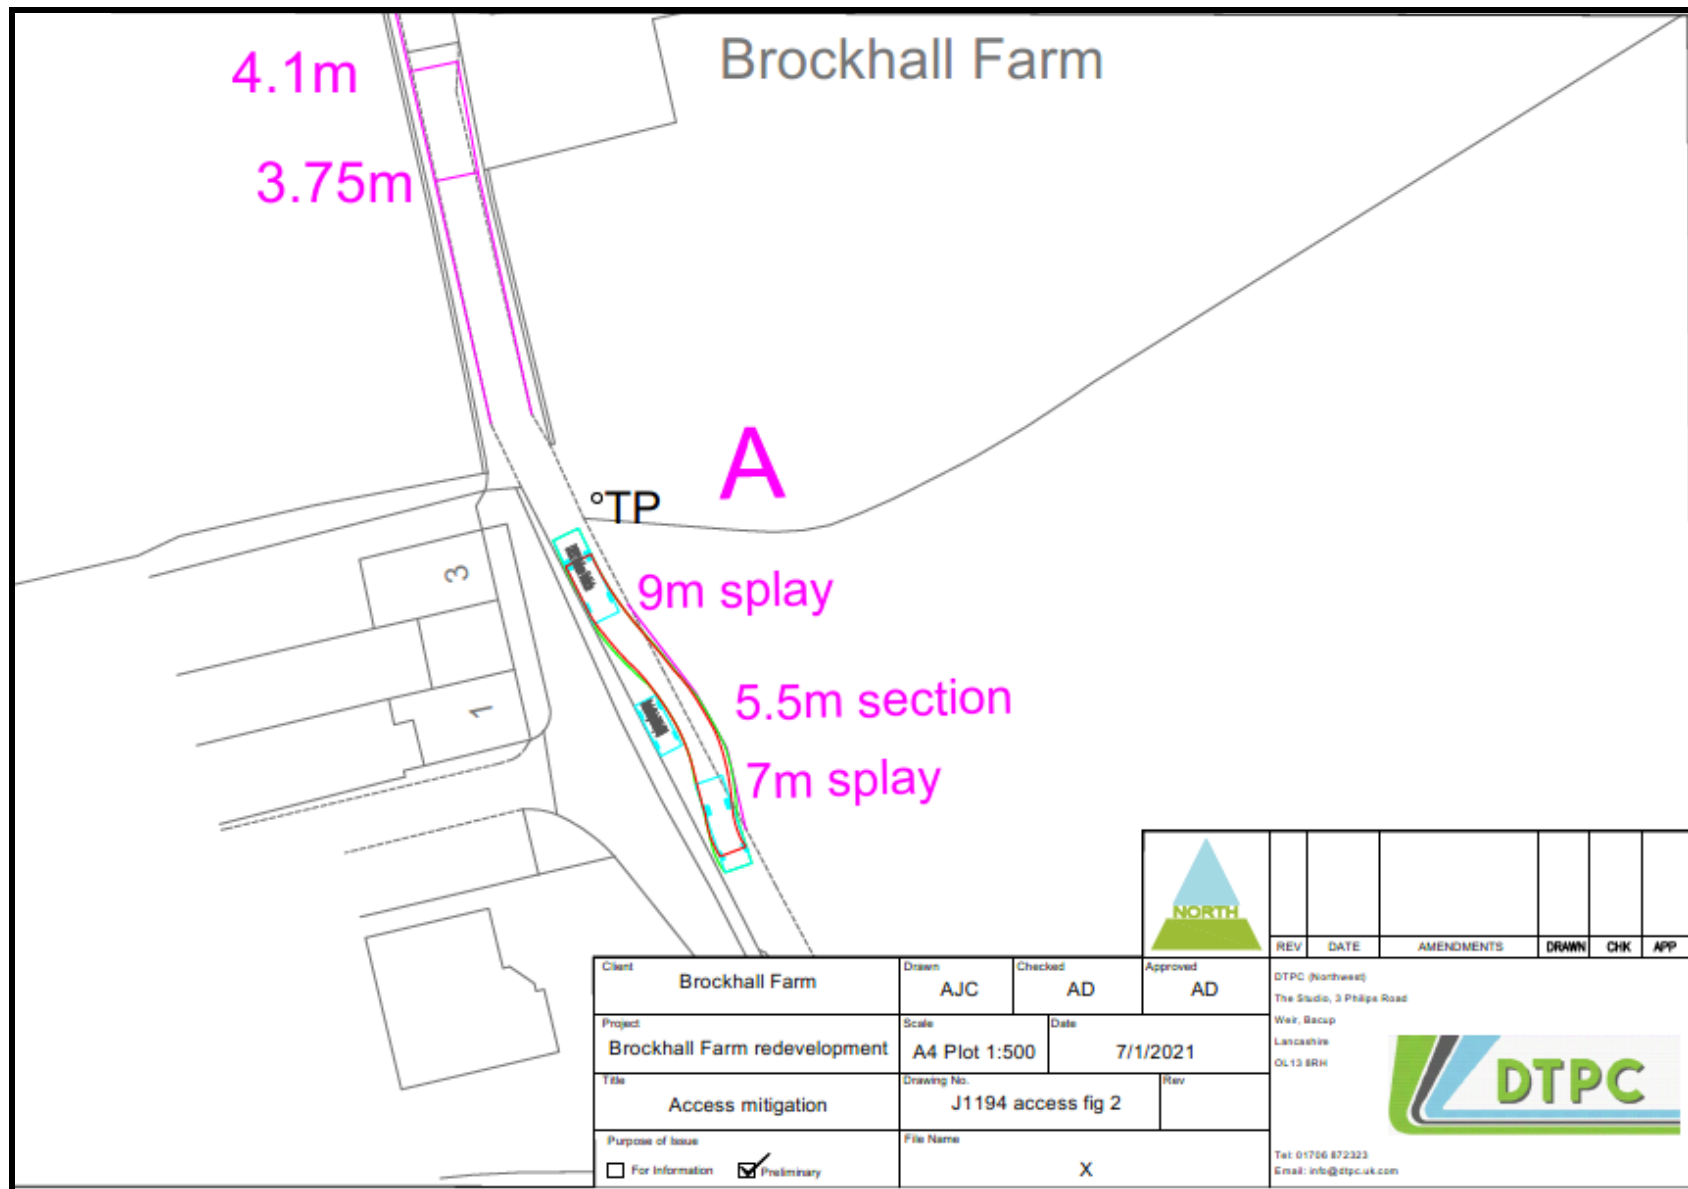 Brockhall Farm
4.1m
3.75m
A
°TP
9m splay
5.5m section
7m splay
3
1
NORTH
REV DATE AMENDMENTS DRAWN CHK APP
Client
Brockhall Farm
Drawn
AJC
Checked
AD
Approved
AD
Project
Brockhall Farm redevelopment
Scale
A4 Plot 1:500
Date
7/1/2021
Title
Access mitigation
Drawing No.
J1194 access fig 2
Rev
Purpose of Issue
For Information
Preliminary
File Name
X
DTPC (Northwest)
The Studio, 3 Philips Road
Weir, Bacup
Lancashire
OL13 8RH
DTPC
Tel: 01706 872323
Email: info@dtpc.uk.com